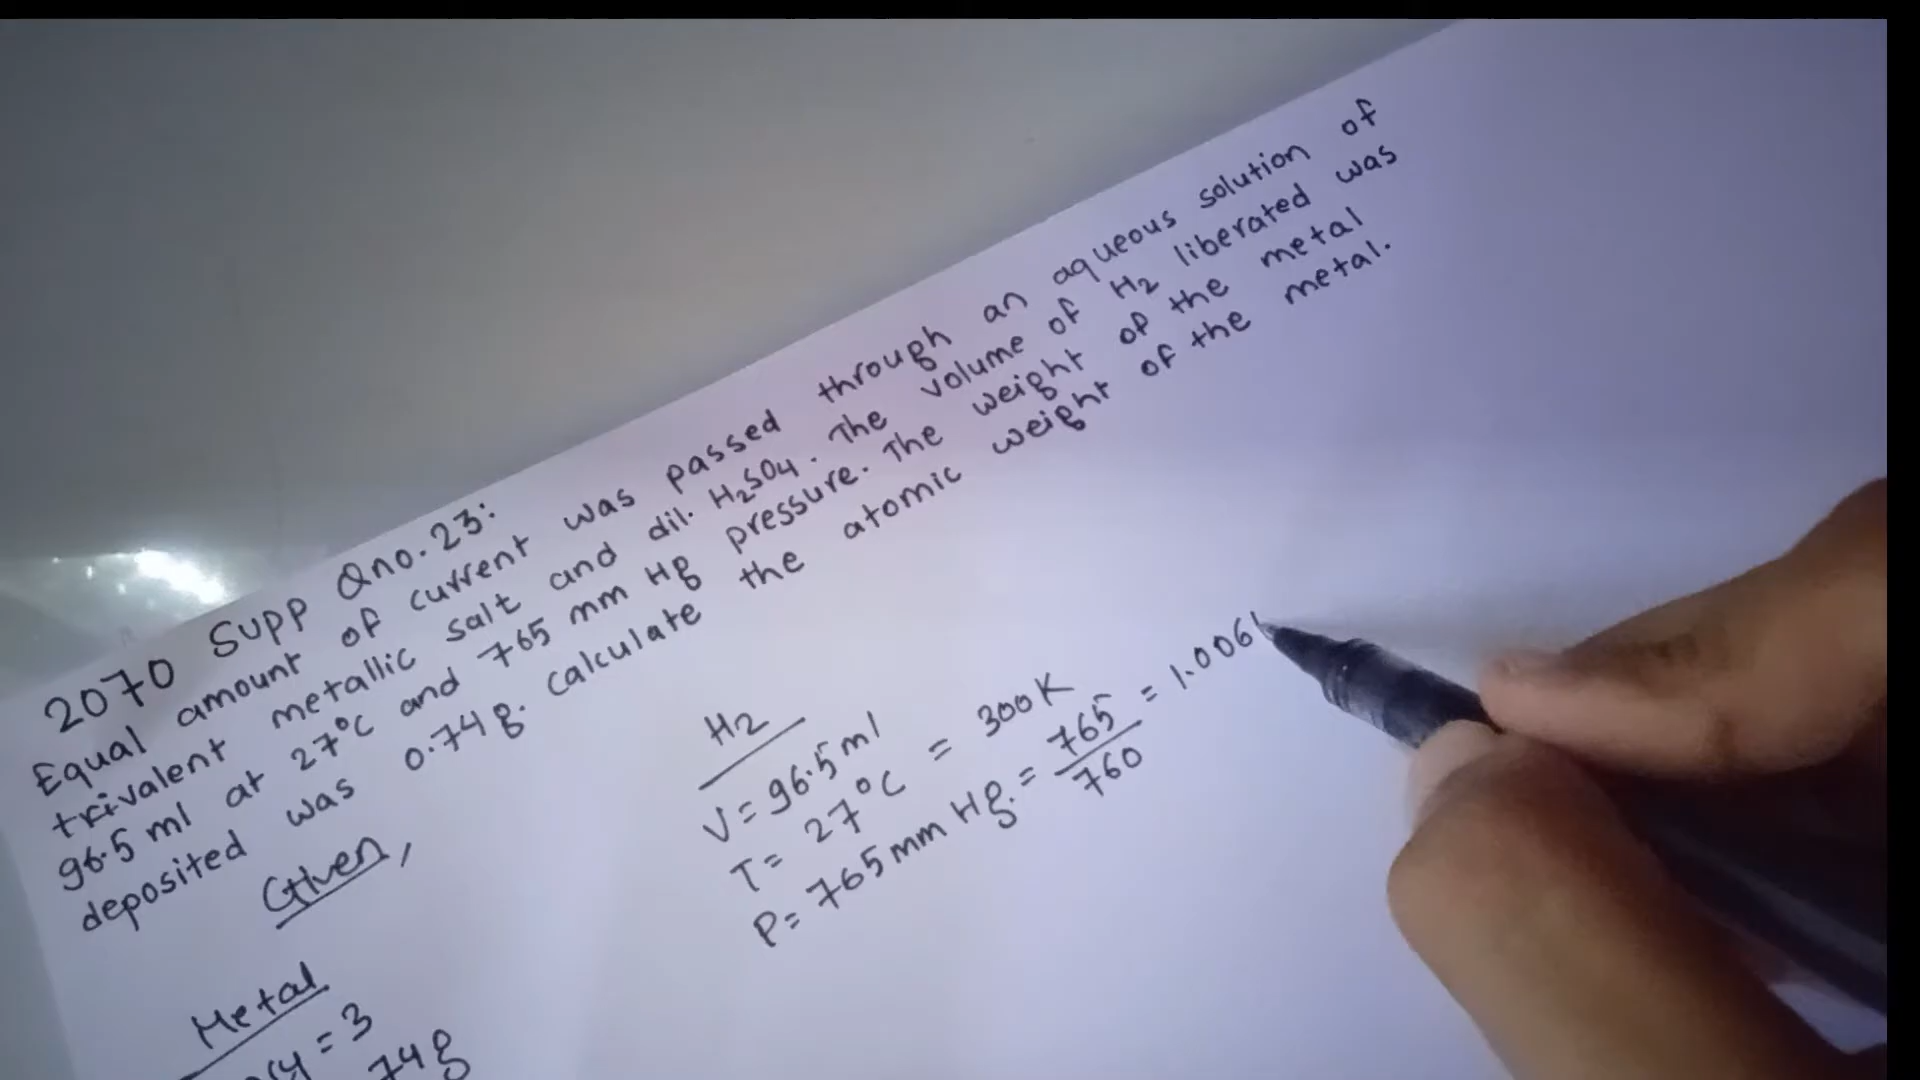 2070 Supp Qno. 23:
Equal amount of current was passed through an aqueous solution of
trivalent metallic salt and dil. H₂SO₄. The volume of H₂ liberated was
96.5 ml at 27°C and 765 mm Hg pressure. The weight of the metal
deposited was 0.74 g. calculate the atomic weight of the metal.
Given,
Metal
= 3
74g
H₂
V = 96.5 ml
T = 27°C = 300K
P = 765 mm Hg. = 765/760 = 1.006